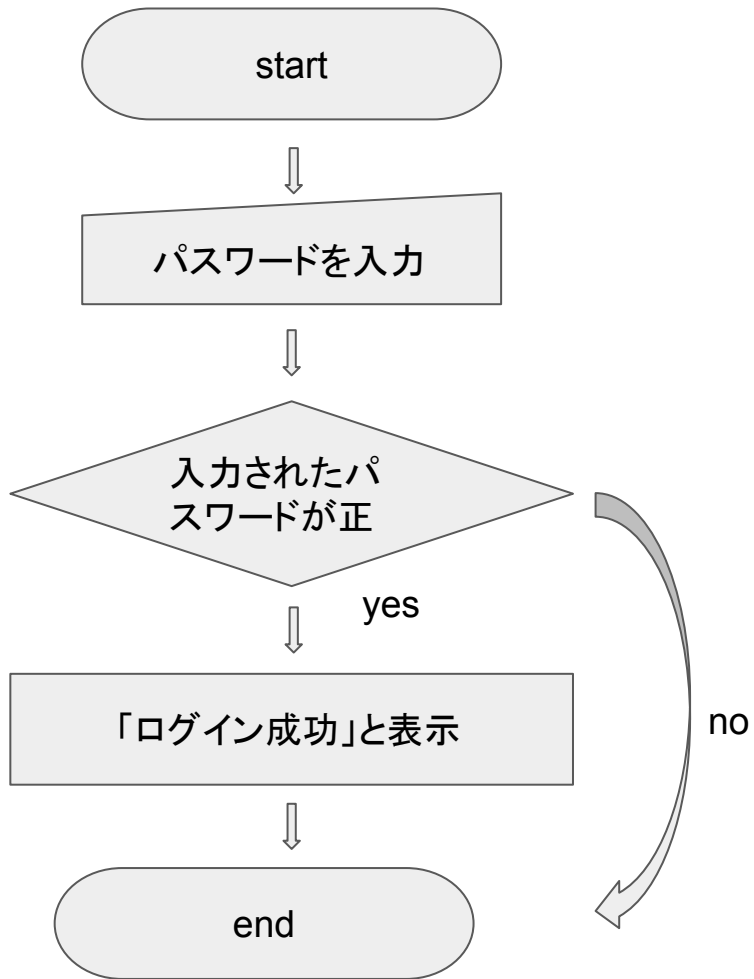 start
パスワードを入力
入力されたパ
スワードが正
yes
「ログイン成功」と表示
no
end